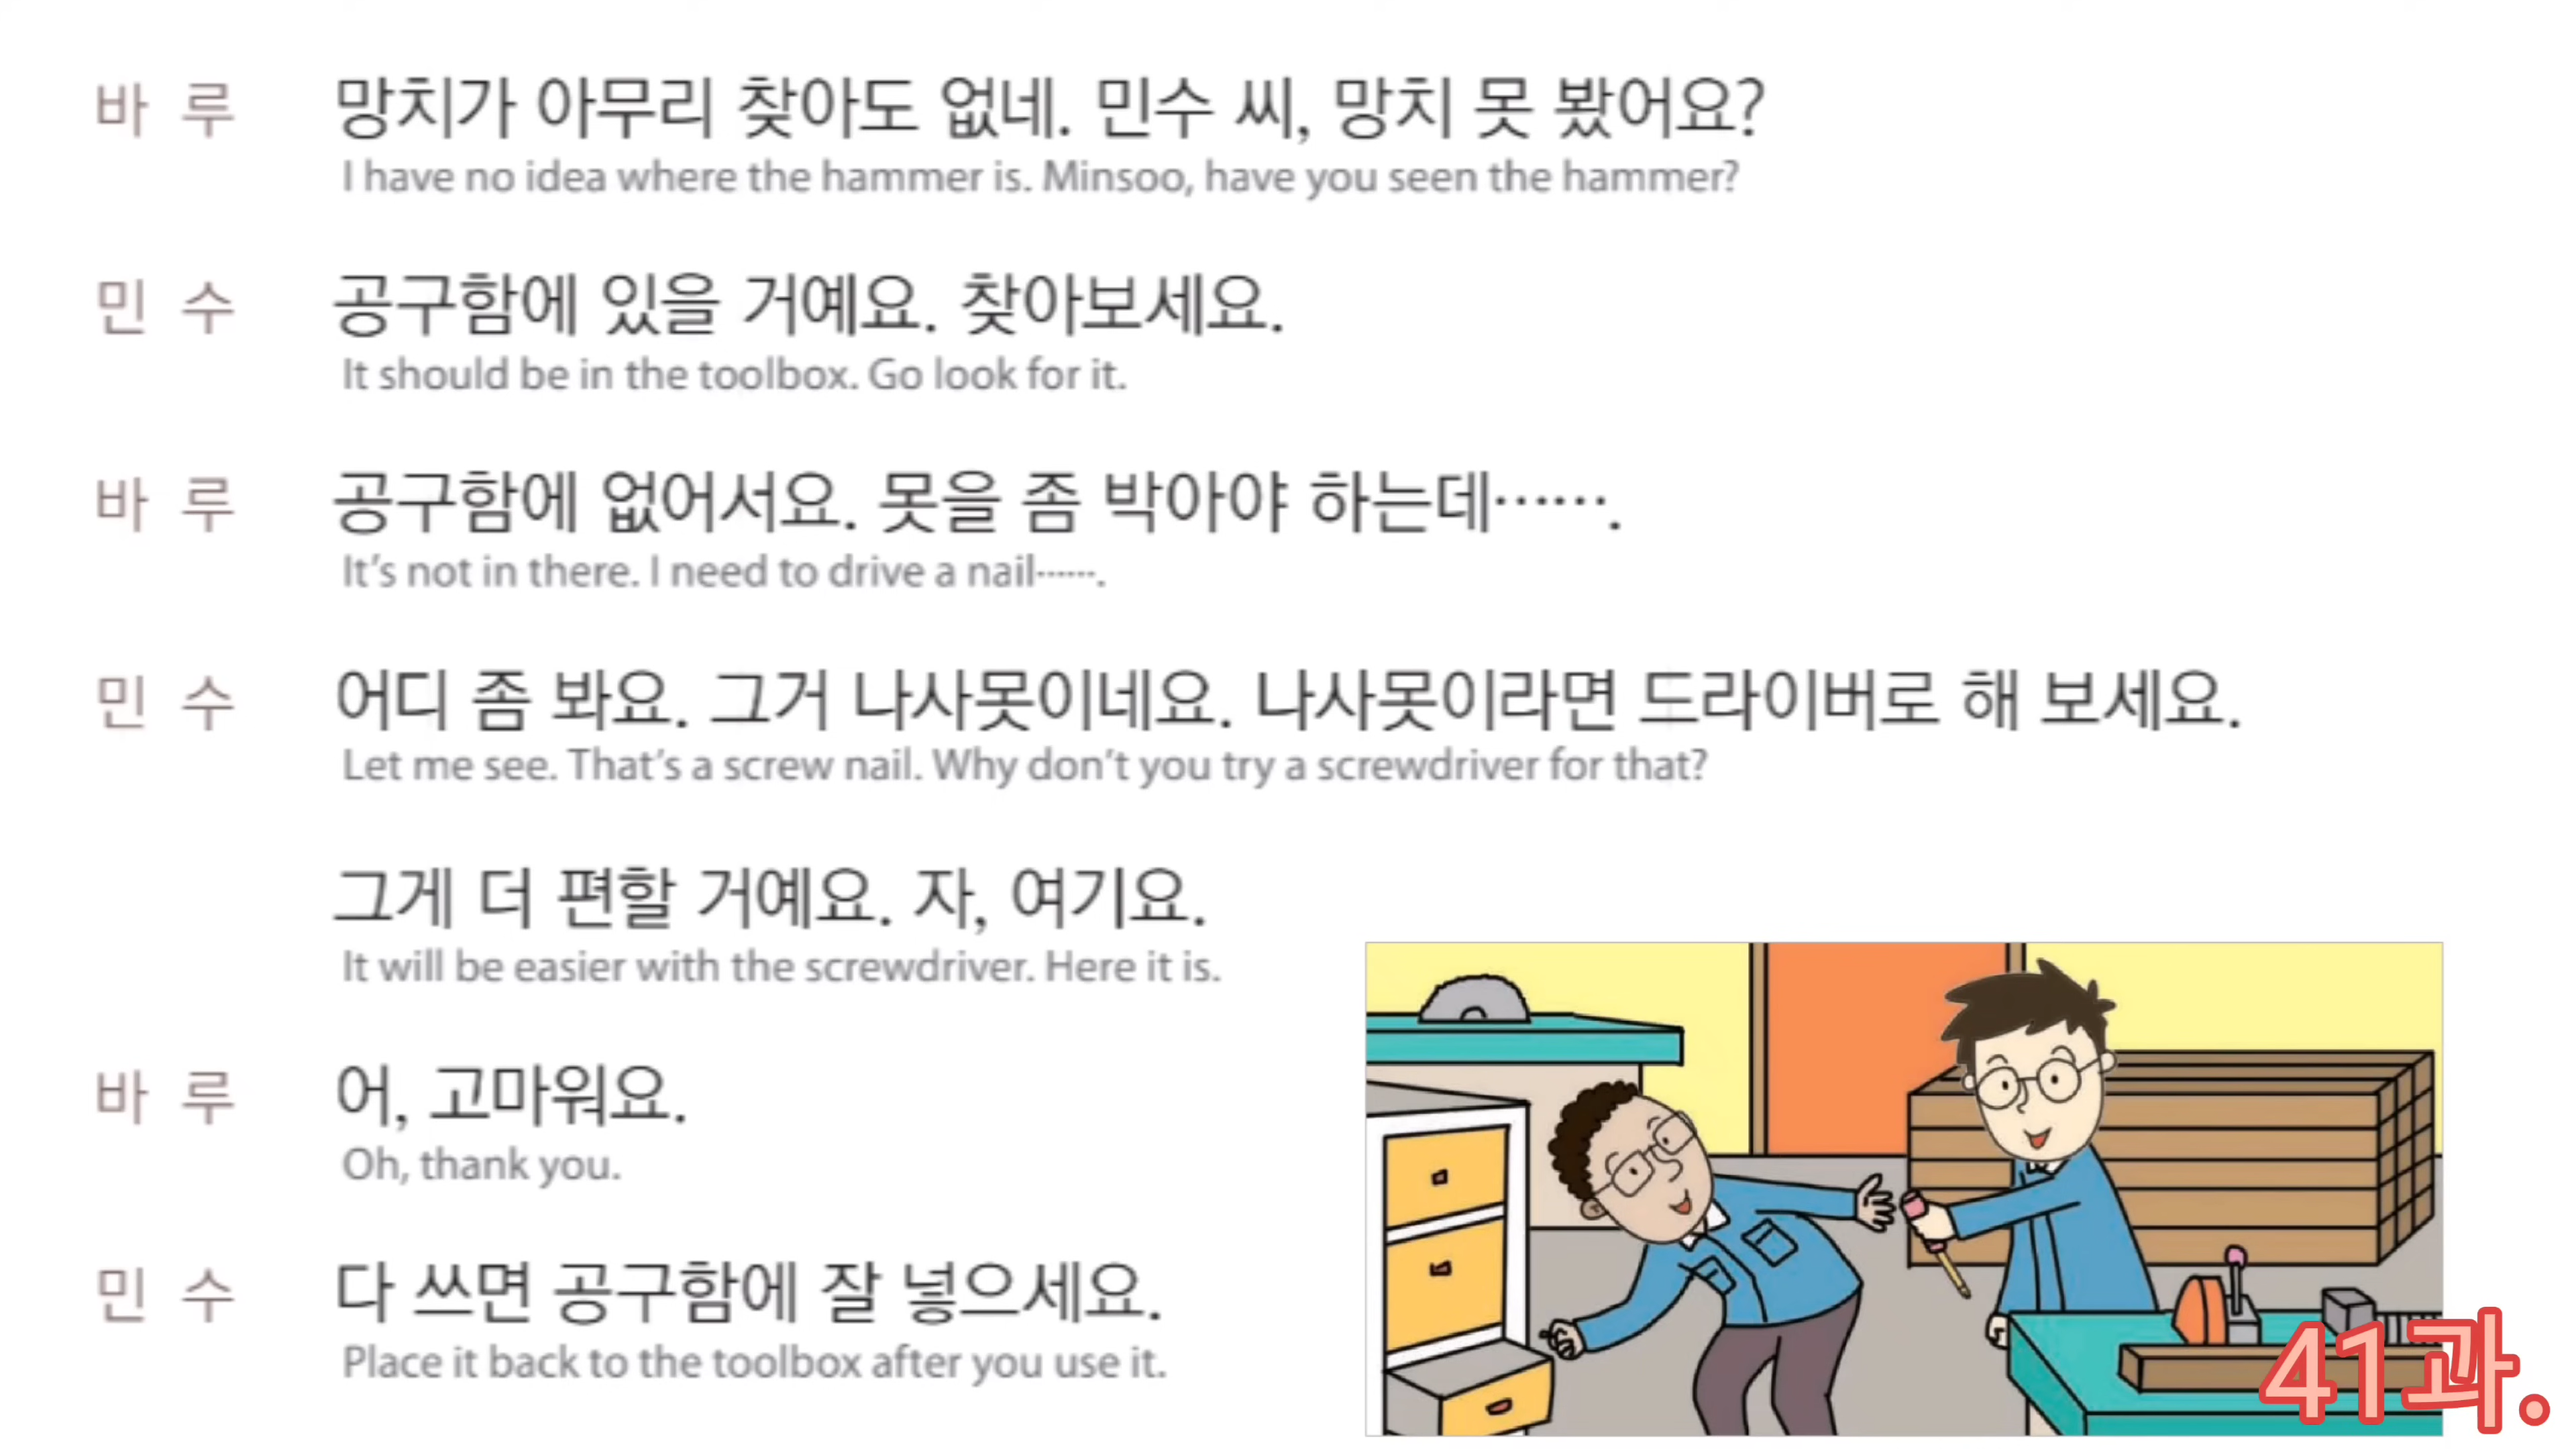 바 루 망치가 아무리 찾아도 없네. 민수 씨, 망치 못 봤어요?
I have no idea where the hammer is. Minsoo, have you seen the hammer?
민 수 공구함에 있을 거예요. 찾아보세요.
It should be in the toolbox. Go look for it.
바 루 공구함에 없어서요. 못을 좀 박아야 하는데…….
It's not in there. I need to drive a nail…….
민 수 어디 좀 봐요. 그거 나사못이네요. 나사못이라면 드라이버로 해 보세요.
Let me see. That's a screw nail. Why don't you try a screwdriver for that?
그게 더 편할 거예요. 자, 여기요.
It will be easier with the screwdriver. Here it is.
바 루 어, 고마워요.
Oh, thank you.
민 수 다 쓰면 공구함에 잘 넣으세요.
Place it back to the toolbox after you use it.
41과.